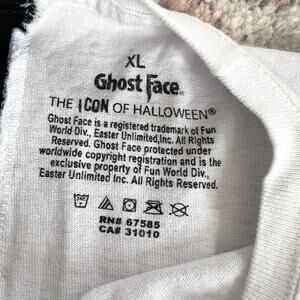 XL
Ghost Face®
THE ICON OF HALLOWEEN®
Ghost Face is a registered trademark of Fun
World Div., Easter Unlimited Inc. All Rights
Reserved. Ghost Face protected under
worldwide copyright registration and is the
exclusive property of Fun World Div.,
Easter Unlimited Inc. All Rights Reserved.
RN# 67585
CA# 31010